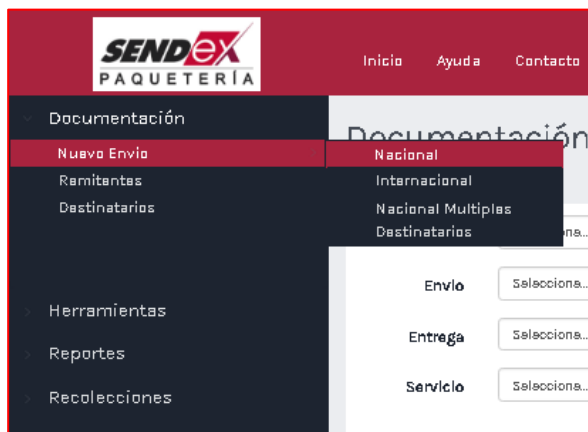 SENDEX
PAQUETERÍA
Inicio Ayuda Contacto
Documentación
Nuevo Envio
Remitentes
Destinatarios
Herramientas
Reportes
Recolecciones
Documentación
Nacional
Internacional
Nacional Multiples
Destinatarios
Envio Selecciona...
Entrega Selecciona...
Servicio Selecciona...